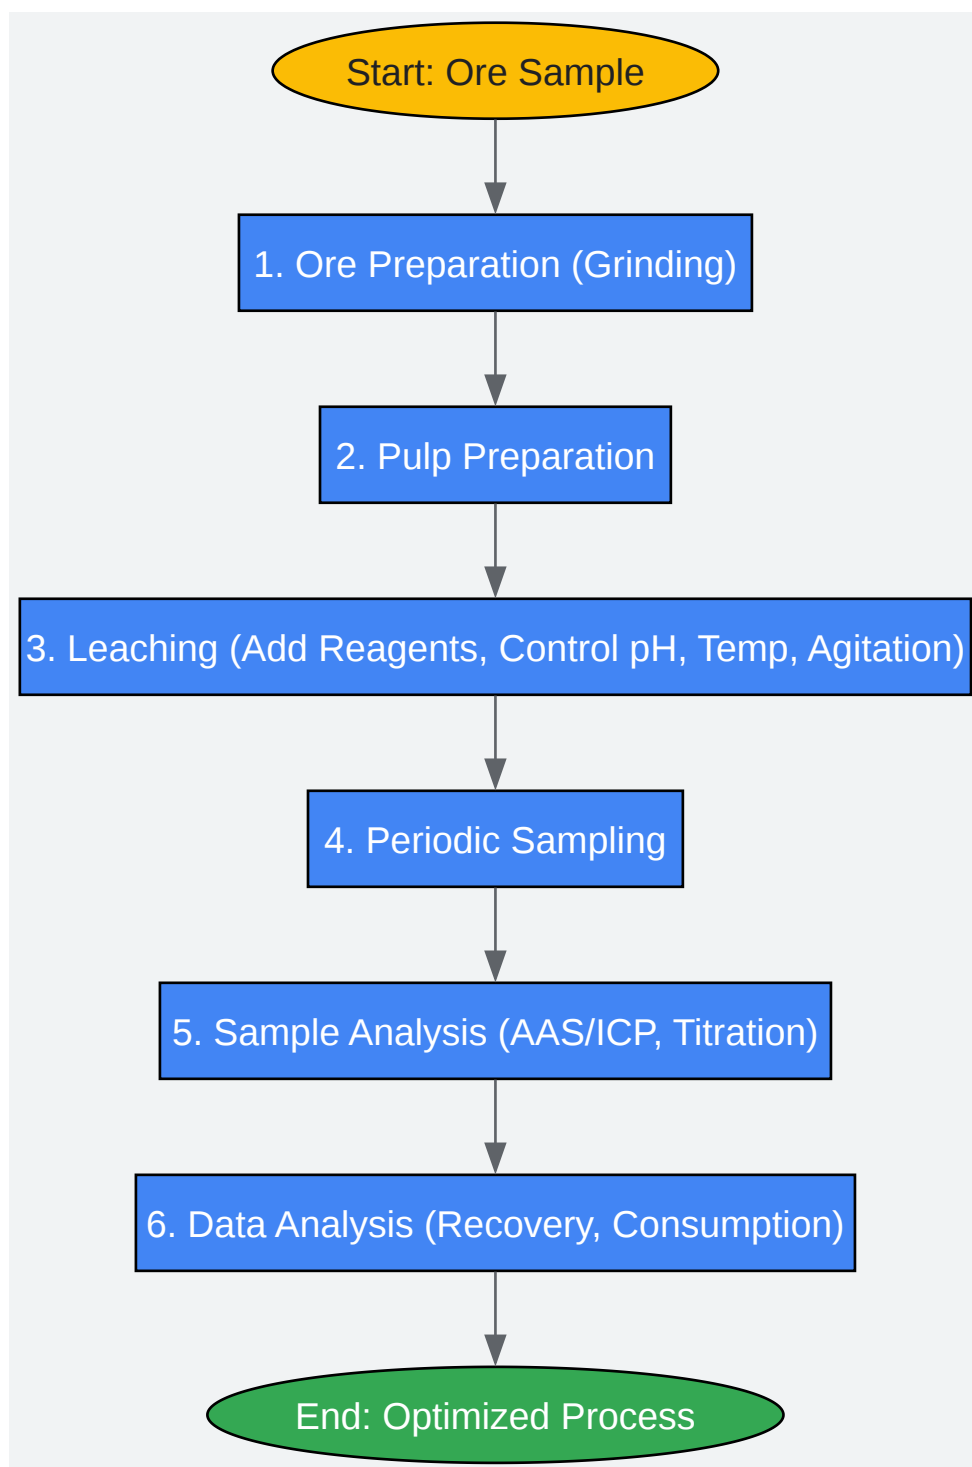 Start: Ore Sample
1. Ore Preparation (Grinding)
2. Pulp Preparation
3. Leaching (Add Reagents, Control pH, Temp, Agitation)
4. Periodic Sampling
5. Sample Analysis (AAS/ICP, Titration)
6. Data Analysis (Recovery, Consumption)
End: Optimized Process